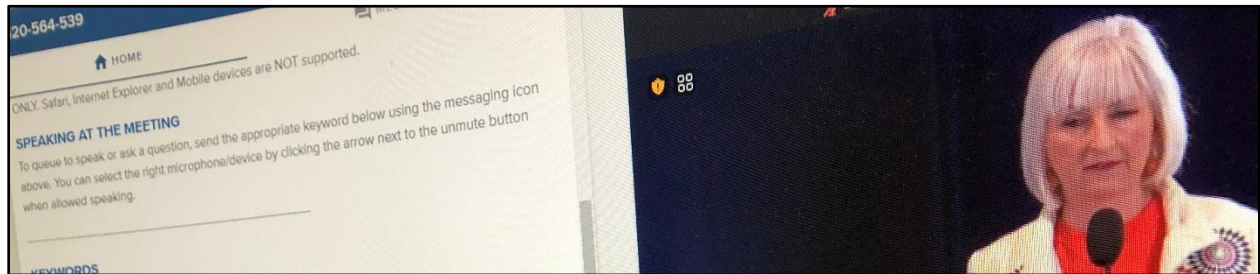 20-564-539
HOME
ONLY. Safari, Internet Explorer and Mobile devices are NOT supported.
SPEAKING AT THE MEETING
To queue to speak or ask a question, send the appropriate keyword below using the messaging icon
above. You can select the right microphone/device by clicking the arrow next to the unmute button
when allowed speaking.
KEYWORDS